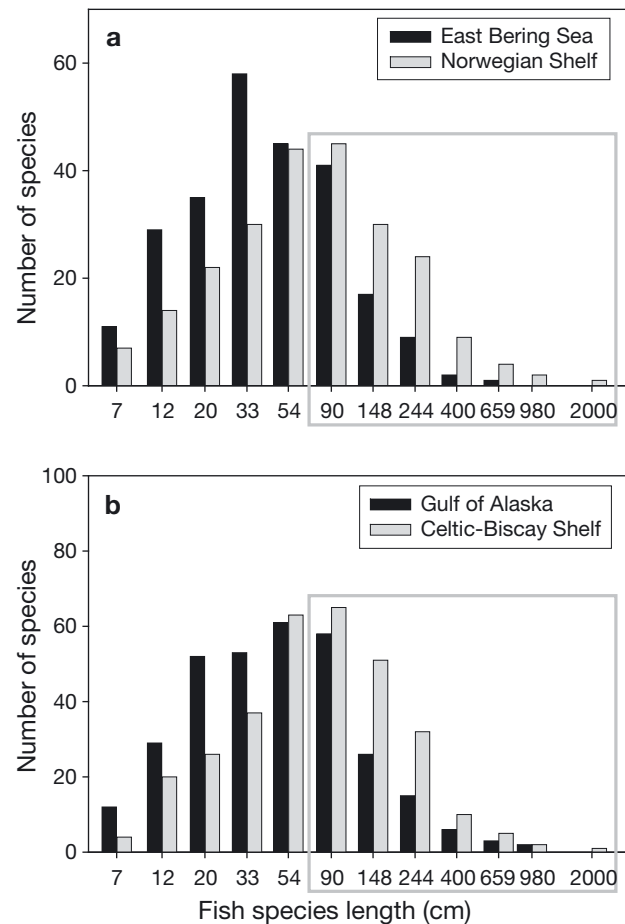 a
East Bering Sea
Norwegian Shelf
Number of species
60
40
20
0
7 12 20 33 54 90 148 244 400 659 980 2000
b
Gulf of Alaska
Celtic-Biscay Shelf
Number of species
100
80
60
40
20
0
7 12 20 33 54 90 148 244 400 659 980 2000
Fish species length (cm)